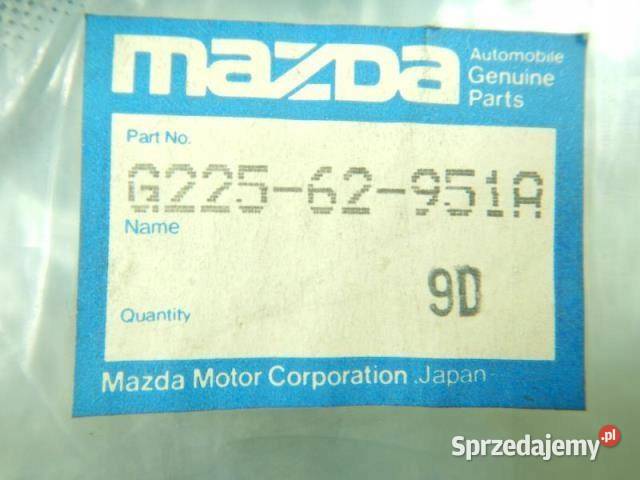 mazda
Automobile
Genuine
Parts
Part No.
G225-62-951A
Name
9D
Quantity
Mazda Motor Corporation Japan
Sprzedajemy.pl